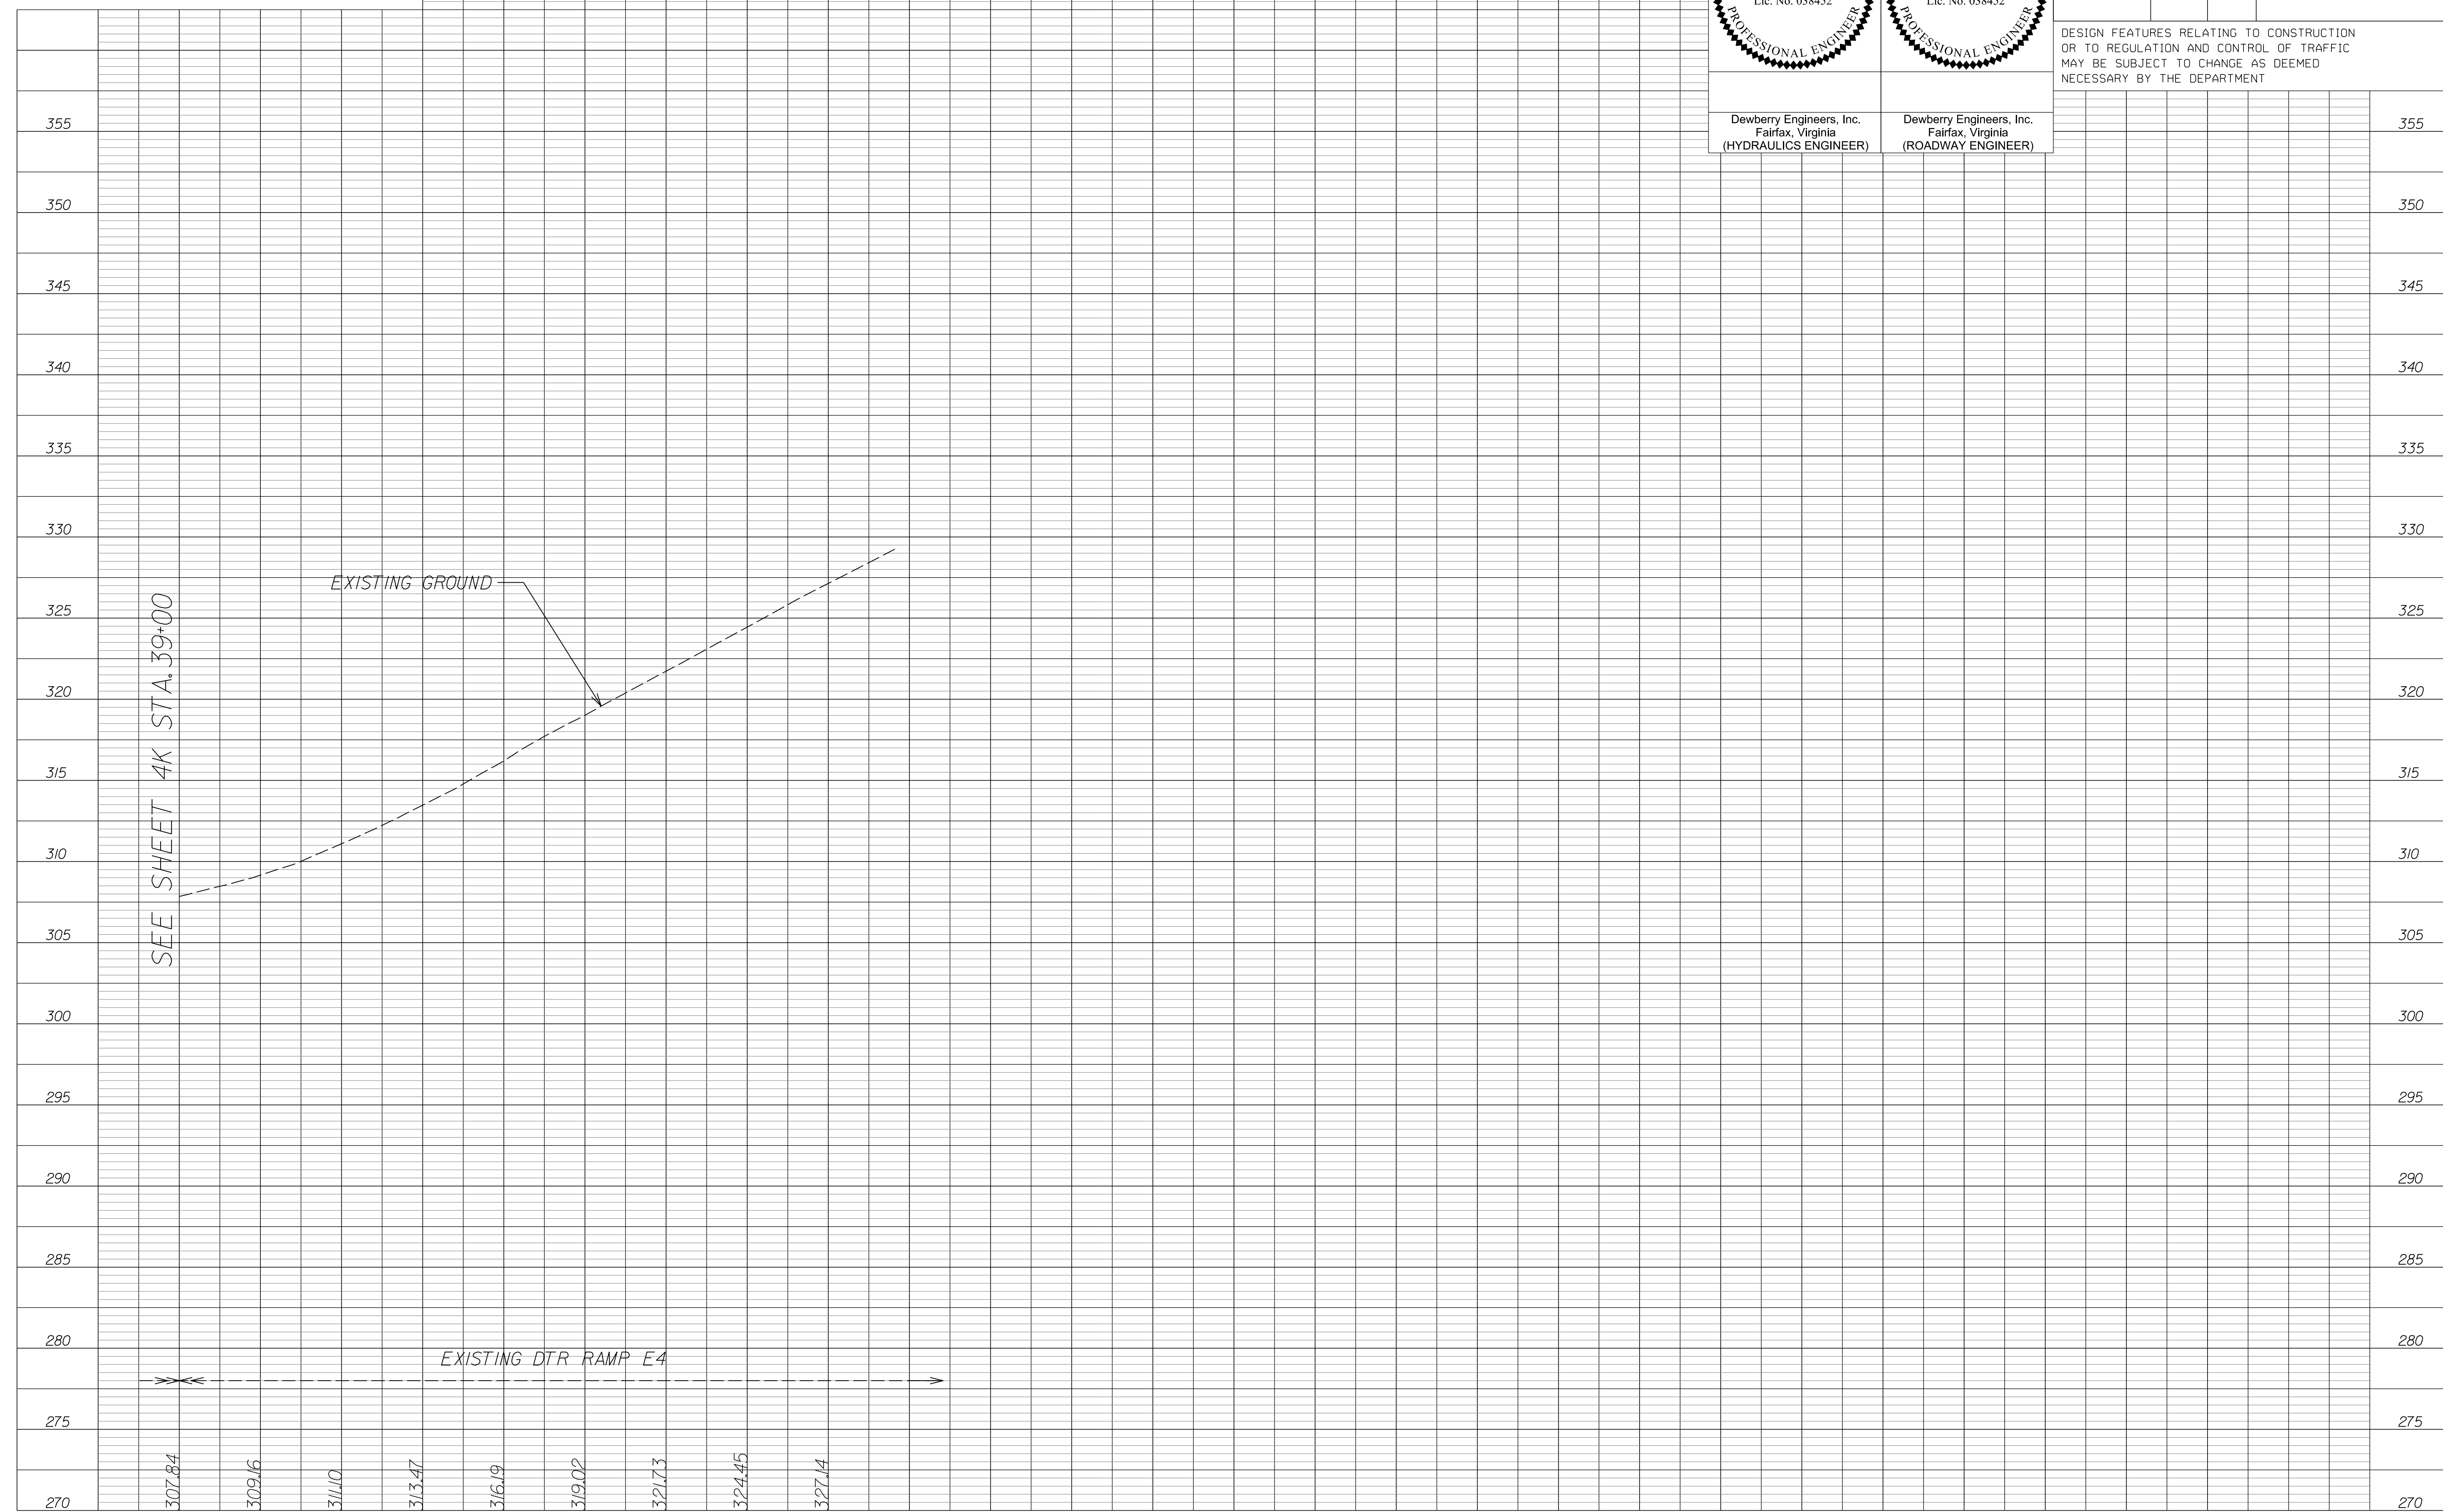 Lic. No. 038452
PROFESSIONAL ENGINEER
Lic. No. 038452
PROFESSIONAL ENGINEER
DESIGN FEATURES RELATING TO CONSTRUCTION
OR TO REGULATION AND CONTROL OF TRAFFIC
MAY BE SUBJECT TO CHANGE AS DEEMED
NECESSARY BY THE DEPARTMENT
Dewberry Engineers, Inc.
Fairfax, Virginia
(HYDRAULICS ENGINEER)
Dewberry Engineers, Inc.
Fairfax, Virginia
(ROADWAY ENGINEER)
355 355
350 350
345 345
340 340
335 335
330 330
EXISTING GROUND
325 325
SEE SHEET 4K STA. 39+00
320 320
315 315
310 310
305 305
300 300
295 295
290 290
285 285
280 280
EXISTING DTR RAMP E4
275 275
307.84 309.16 311.10 313.47 316.19 319.02 321.73 324.45 327.14
270 270